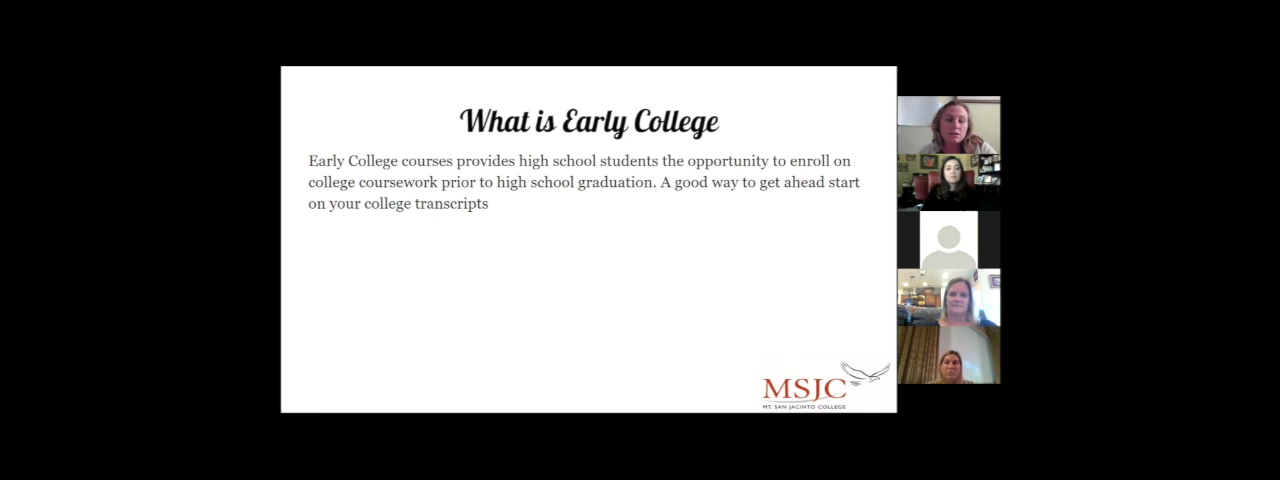 What is Early College
Early College courses provides high school students the opportunity to enroll on
college coursework prior to high school graduation. A good way to get ahead start
on your college transcripts
MSJC
MT. SAN JACINTO COLLEGE